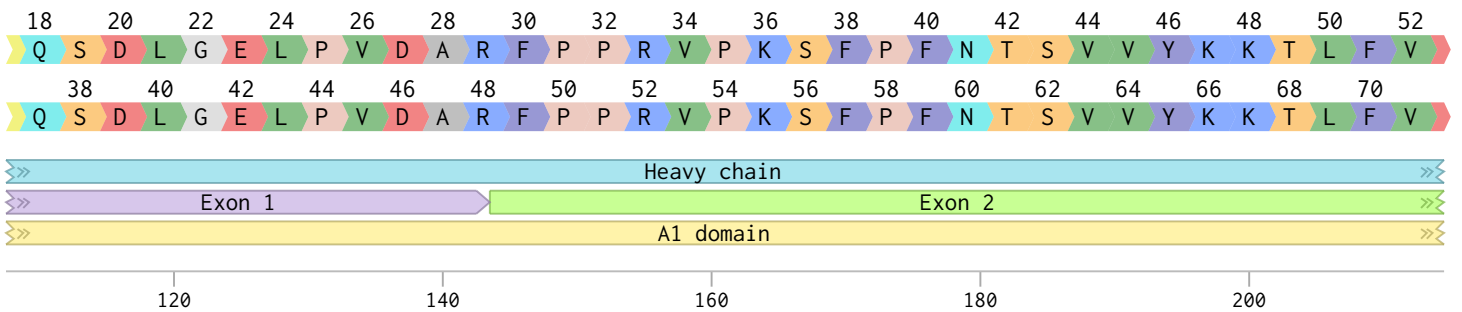 18 20 22 24 26 28 30 32 34 36 38 40 42 44 46 48 50 52
Q S D L G E L P V D A R F P P R V P K S F P F N T S V V Y K K T L F V
38 40 42 44 46 48 50 52 54 56 58 60 62 64 66 68 70
Q S D L G E L P V D A R F P P R V P K S F P F N T S V V Y K K T L F V
Heavy chain
Exon 1 Exon 2
A1 domain
120 140 160 180 200